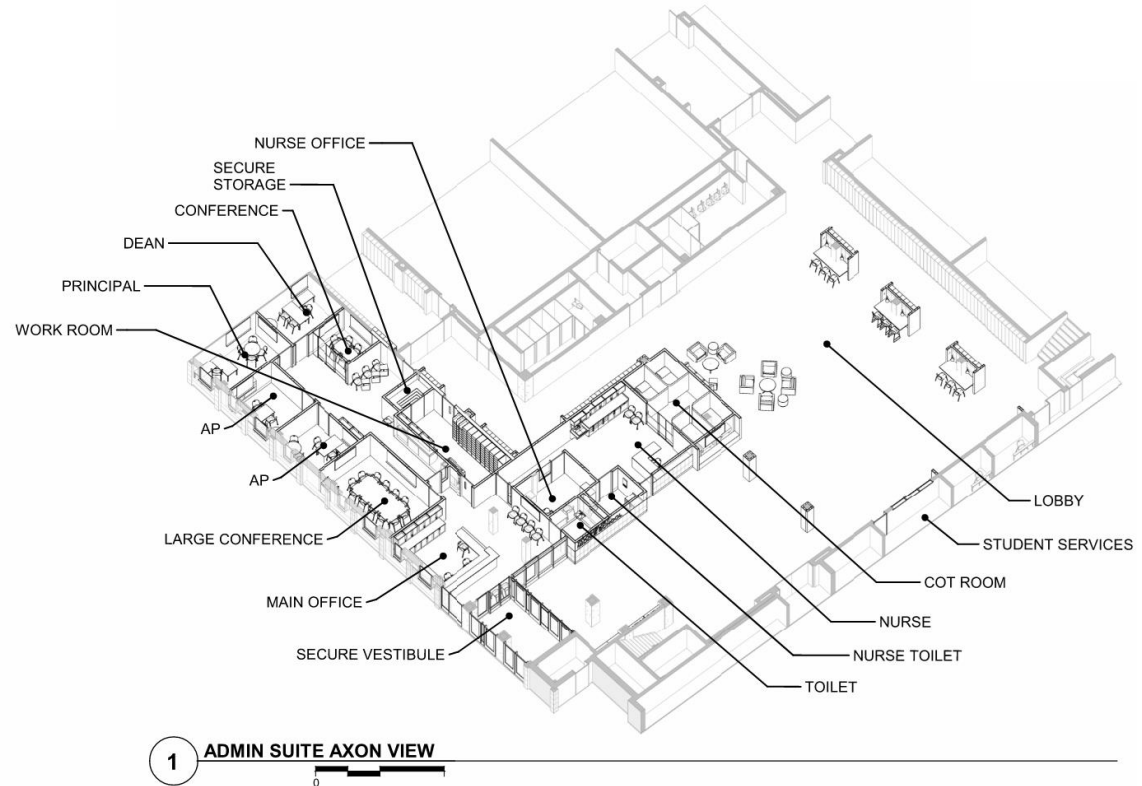 NURSE OFFICE
SECURE
STORAGE
CONFERENCE
DEAN
PRINCIPAL
WORK ROOM
AP
AP
LARGE CONFERENCE
MAIN OFFICE
SECURE VESTIBULE
LOBBY
STUDENT SERVICES
COT ROOM
NURSE
NURSE TOILET
TOILET
1 ADMIN SUITE AXON VIEW
0